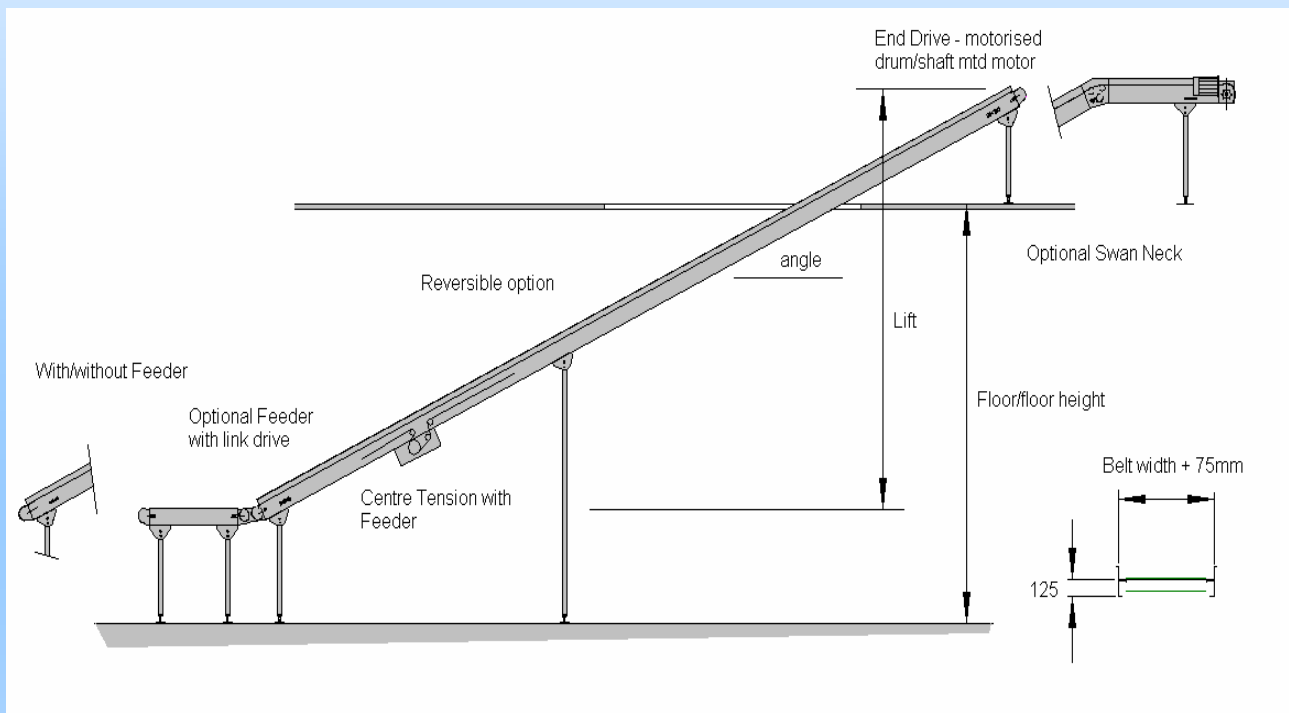 End Drive - motorised
drum/shaft mtd motor
Optional Swan Neck
angle
Reversible option
Lift
With/without Feeder
Floor/floor height
Optional Feeder
with link drive
Belt width + 75mm
Centre Tension with
Feeder
125